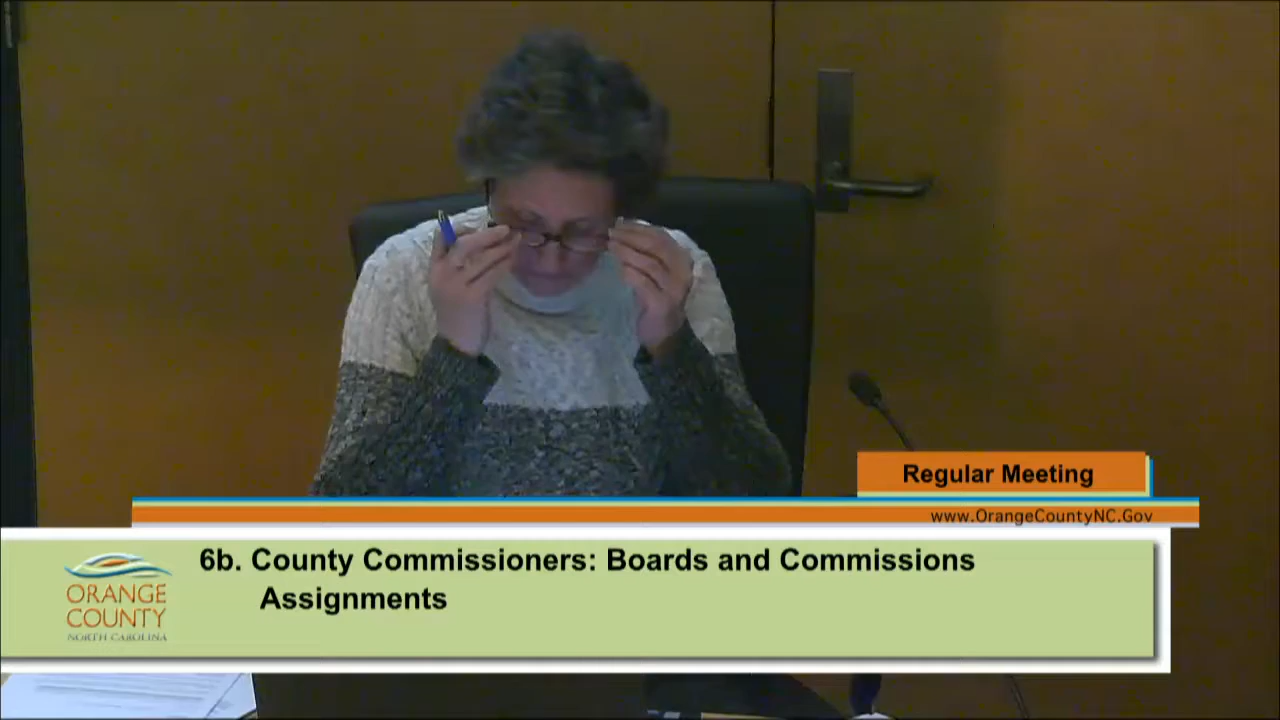 Regular Meeting
www.OrangeCountyNC.Gov
6b. County Commissioners: Boards and Commissions
Assignments
ORANGE
COUNTY
NORTH CAROLINA